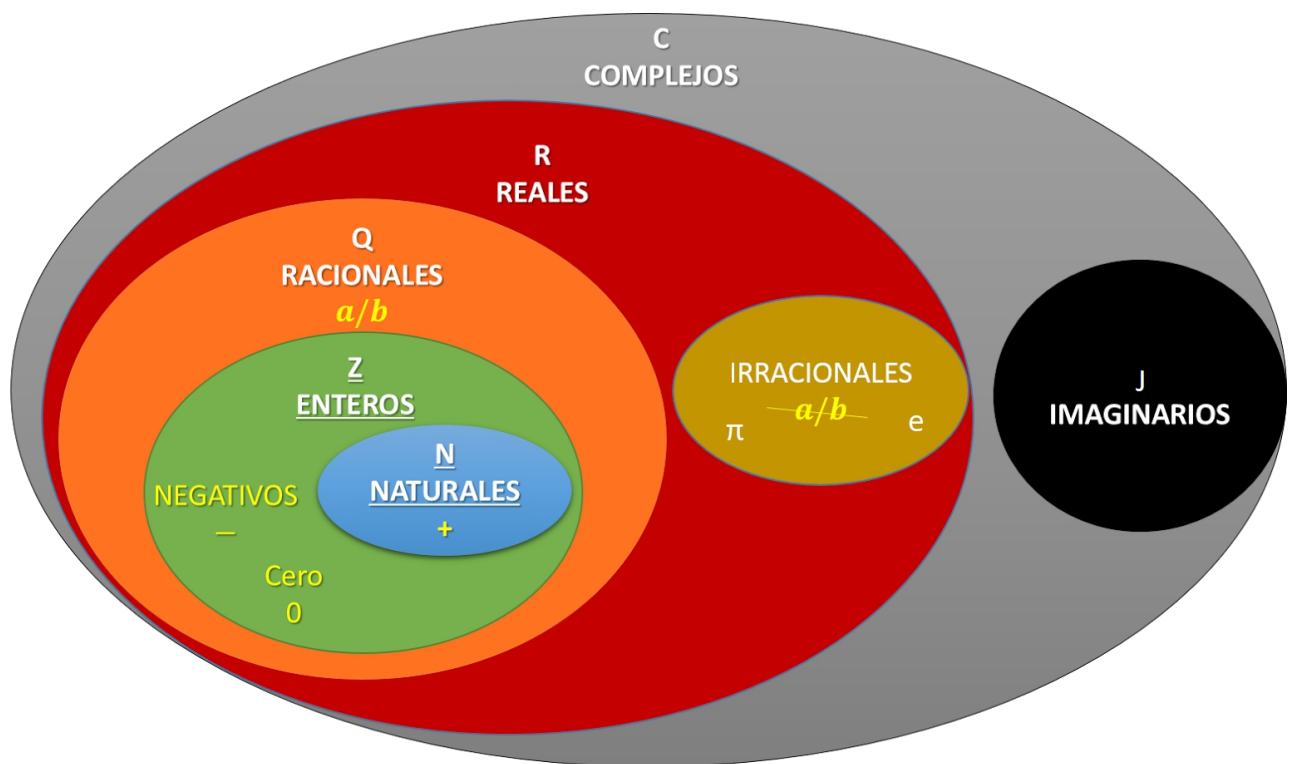 C
COMPLEJOS
R
REALES
Q
RACIONALES
a/b
Z
ENTEROS
N
NATURALES
+
NEGATIVOS
—
Cero
0
IRRACIONALES
a/b
π
e
J
IMAGINARIOS